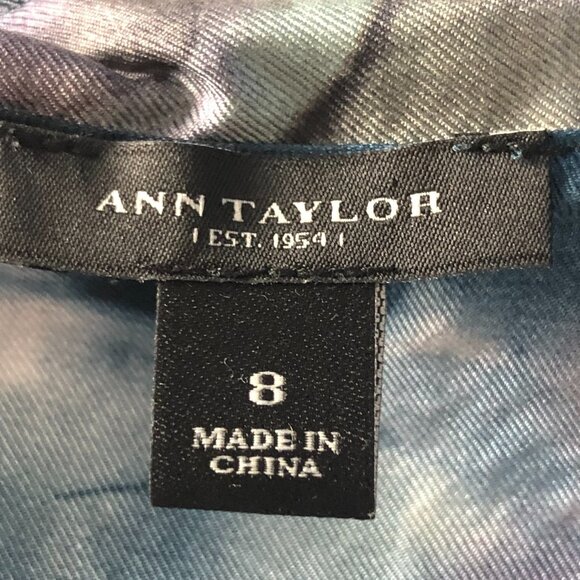 ANN TAYLOR
| EST. 1954 |
8
MADE IN
CHINA